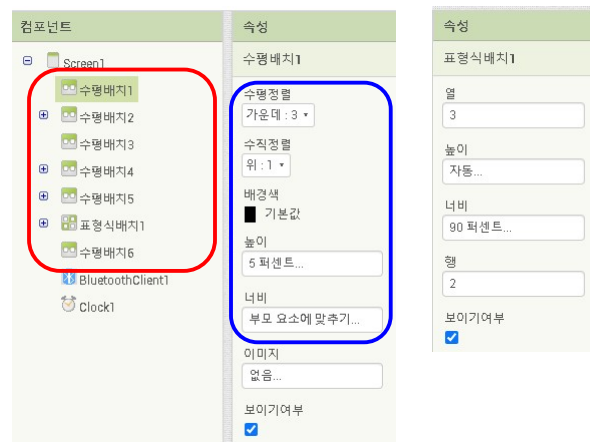 컴포넌트
Screen1
수평배치1
수평배치2
수평배치3
수평배치4
수평배치5
표형식배치1
수평배치6
BluetoothClient1
Clock1
속성
수평배치1
수평정렬
가운데 : 3
수직정렬
위 : 1
배경색
기본값
높이
5 퍼센트...
너비
부모 요소에 맞추기...
이미지
없음...
보이기여부
속성
표형식배치1
열
3
높이
자동...
너비
90 퍼센트...
행
2
보이기여부